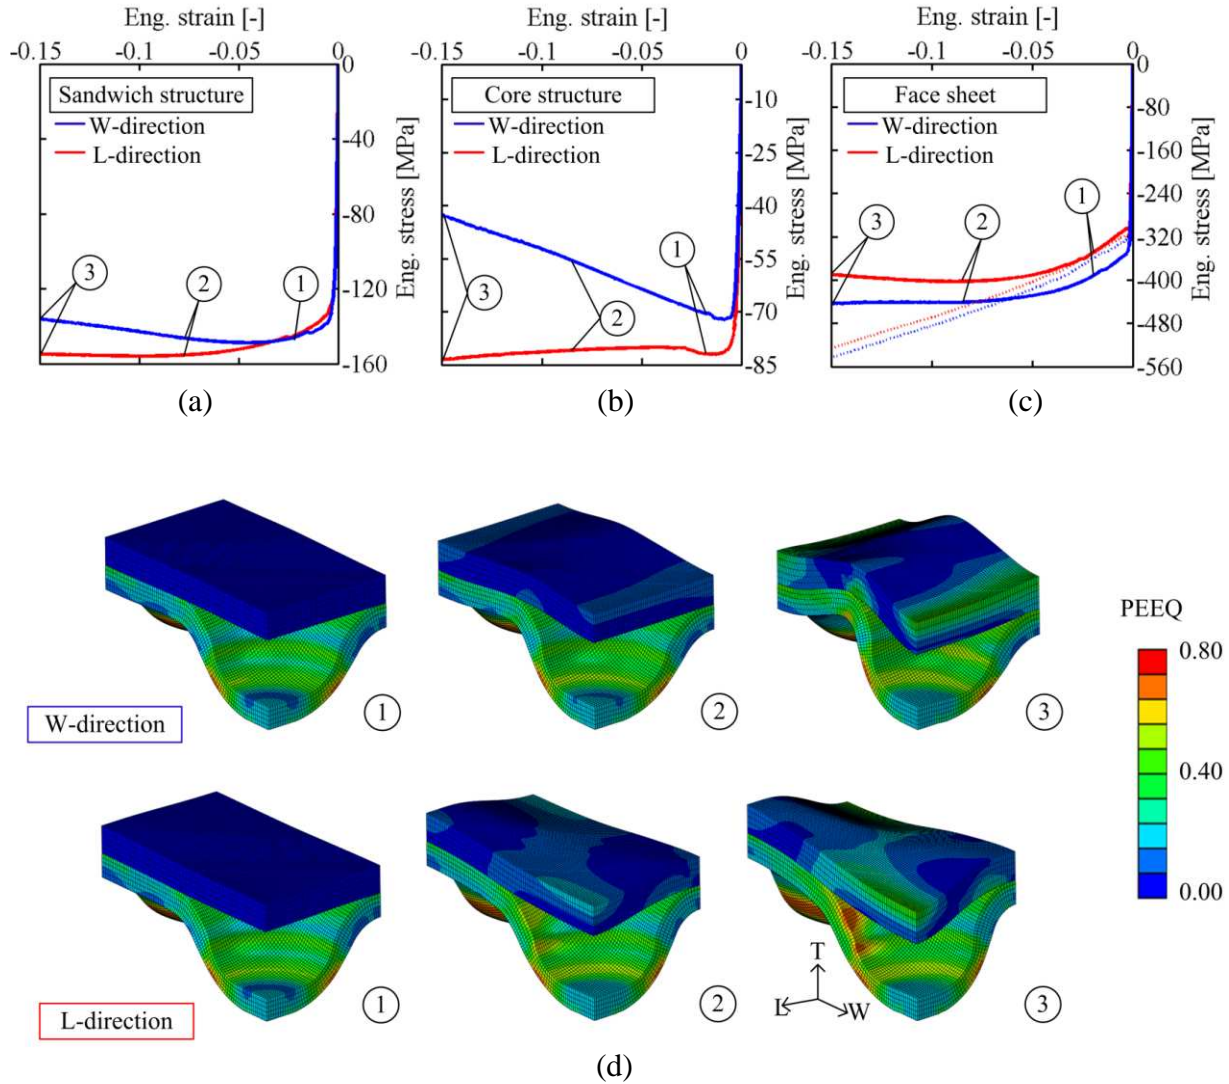 Eng. strain [-]
-0.15 -0.1 -0.05 0
Sandwich structure
W-direction
L-direction
-40
-80
-120
-160
Eng. stress [MPa]
3 2 1
(a)
Eng. strain [-]
-0.15 -0.1 -0.05 0
Core structure
W-direction
L-direction
-10
-25
-40
-55
-70
-85
Eng. stress [MPa]
1
3 2
(b)
Eng. strain [-]
-0.15 -0.1 -0.05 0
Face sheet
W-direction
L-direction
-80
-160
-240
-320
-400
-480
-560
Eng. stress [MPa]
3 2 1
(c)
W-direction
1 2 3
PEEQ
0.80
0.40
0.00
L-direction
1 2 3
T
L W
(d)